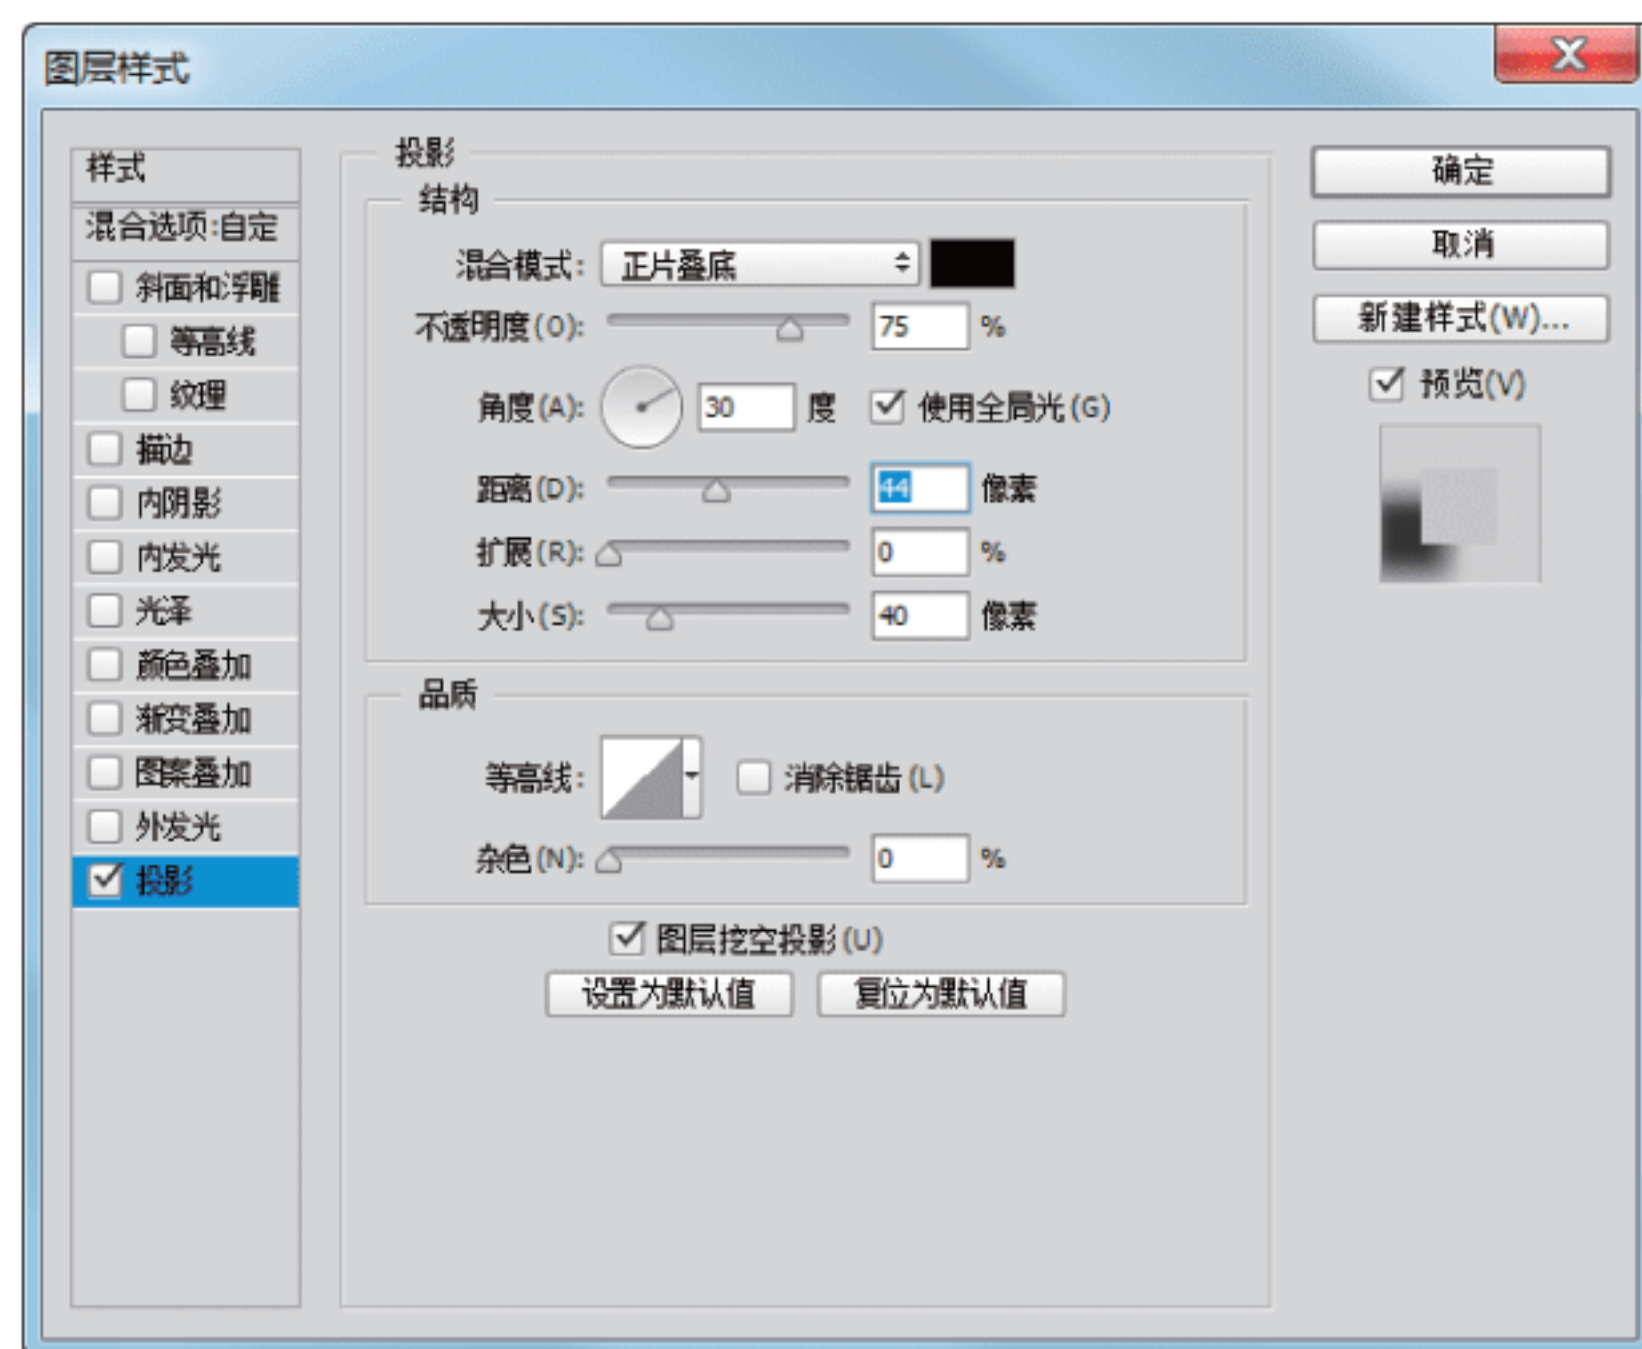 图层样式
样式
混合选项:自定
斜面和浮雕
等高线
纹理
描边
内阴影
内发光
光泽
颜色叠加
渐变叠加
图案叠加
外发光
投影
投影
结构
混合模式: 正片叠底
不透明度(O): 75 %
角度(A): 30 度 使用全局光(G)
距离(D): 44 像素
扩展(R): 0 %
大小(S): 40 像素
品质
等高线: 消除锯齿(L)
杂色(N): 0 %
图层挖空投影(U)
设置为默认值 复位为默认值
确定
取消
新建样式(W)...
预览(V)